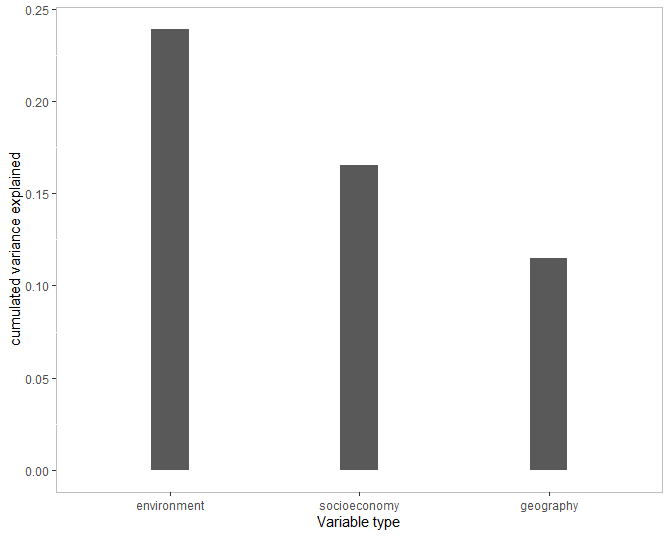 cumulated variance explained
0.25
0.20
0.15
0.10
0.05
0.00
environment socioeconomy geography
Variable type